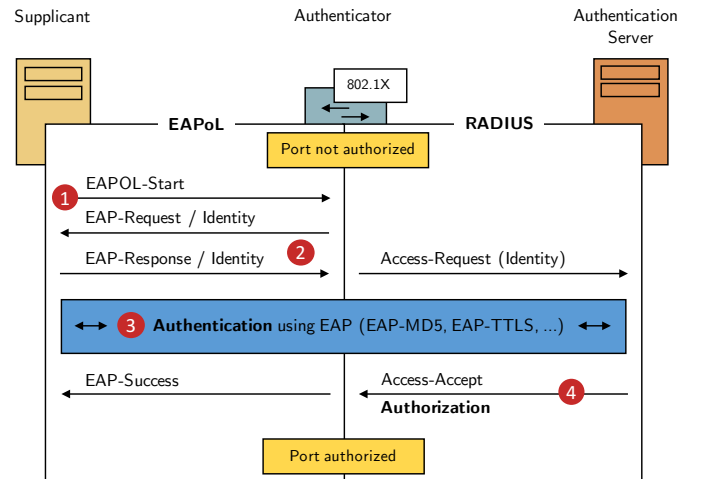 Supplicant
Authenticator
Authentication
Server
802.1X
EAPoL
RADIUS
Port not authorized
1
EAPOL-Start
EAP-Request / Identity
2
EAP-Response / Identity
Access-Request (Identity)
3 Authentication using EAP (EAP-MD5, EAP-TTLS, ...)
EAP-Success
Access-Accept
4
Authorization
Port authorized